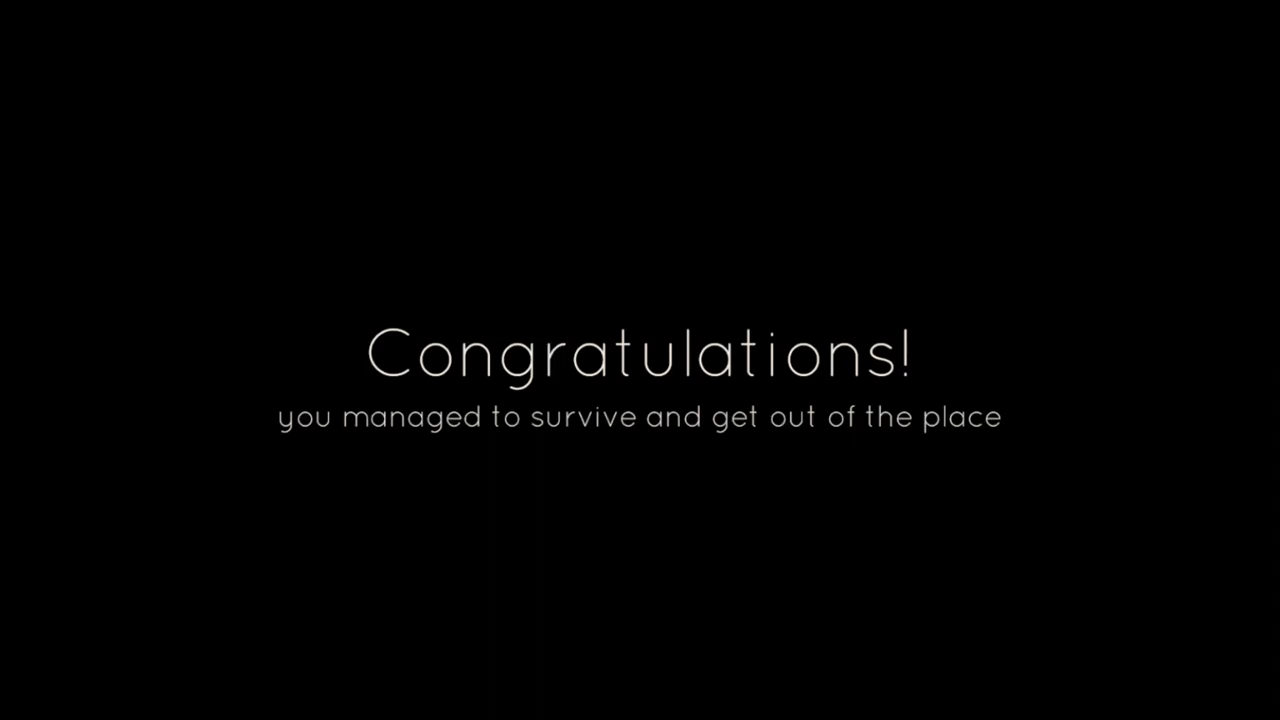 Congratulations!
you managed to survive and get out of the place